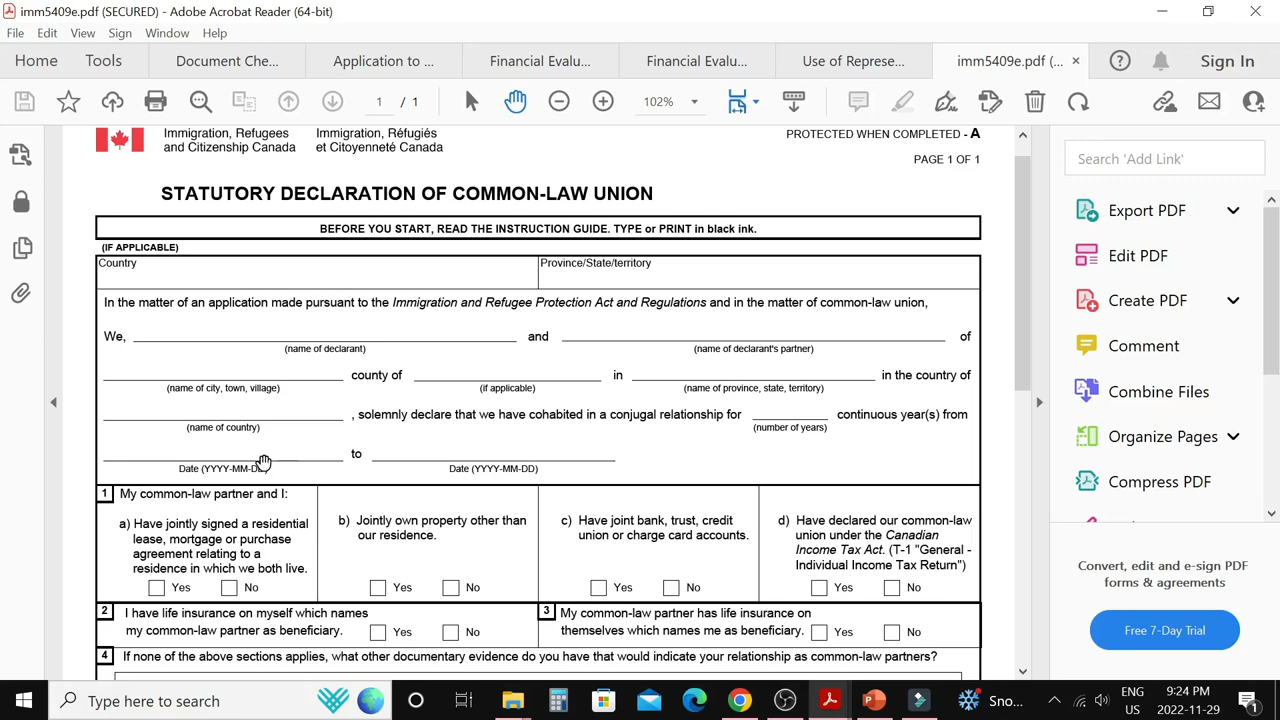 imm5409e.pdf (SECURED) - Adobe Acrobat Reader (64-bit)
File Edit View Sign Window Help
Home Tools Document Che... Application to ... Financial Evalu... Financial Evalu... Use of Represe... imm5409e.pdf (... × Sign In
1 / 1 102%
Immigration, Refugees and Citizenship Canada
Immigration, Réfugiés et Citoyenneté Canada
PROTECTED WHEN COMPLETED - A
PAGE 1 OF 1
STATUTORY DECLARATION OF COMMON-LAW UNION
BEFORE YOU START, READ THE INSTRUCTION GUIDE. TYPE or PRINT in black ink.
(IF APPLICABLE)
Country Province/State/territory
In the matter of an application made pursuant to the Immigration and Refugee Protection Act and Regulations and in the matter of common-law union,
We, and of
(name of declarant) (name of declarant's partner)
county of in in the country of
(name of city, town, village) (if applicable) (name of province, state, territory)
, solemnly declare that we have cohabited in a conjugal relationship for continuous year(s) from
(name of country) (number of years)
to
Date (YYYY-MM-DD) Date (YYYY-MM-DD)
1 My common-law partner and I:
a) Have jointly signed a residential
lease, mortgage or purchase
agreement relating to a
residence in which we both live.
Yes No
b) Jointly own property other than
our residence.
Yes No
c) Have joint bank, trust, credit
union or charge card accounts.
Yes No
d) Have declared our common-law
union under the Canadian
Income Tax Act. (T-1 "General -
Individual Income Tax Return")
Yes No
2 I have life insurance on myself which names
my common-law partner as beneficiary. Yes No
3 My common-law partner has life insurance on
themselves which names me as beneficiary. Yes No
4 If none of the above sections applies, what other documentary evidence do you have that would indicate your relationship as common-law partners?
Search 'Add Link'
Export PDF
Edit PDF
Create PDF
Comment
Combine Files
Organize Pages
Compress PDF
Convert, edit and e-sign PDF
forms & agreements
Free 7-Day Trial
Type here to search
Sno...
ENG
US
9:24 PM
2022-11-29
1